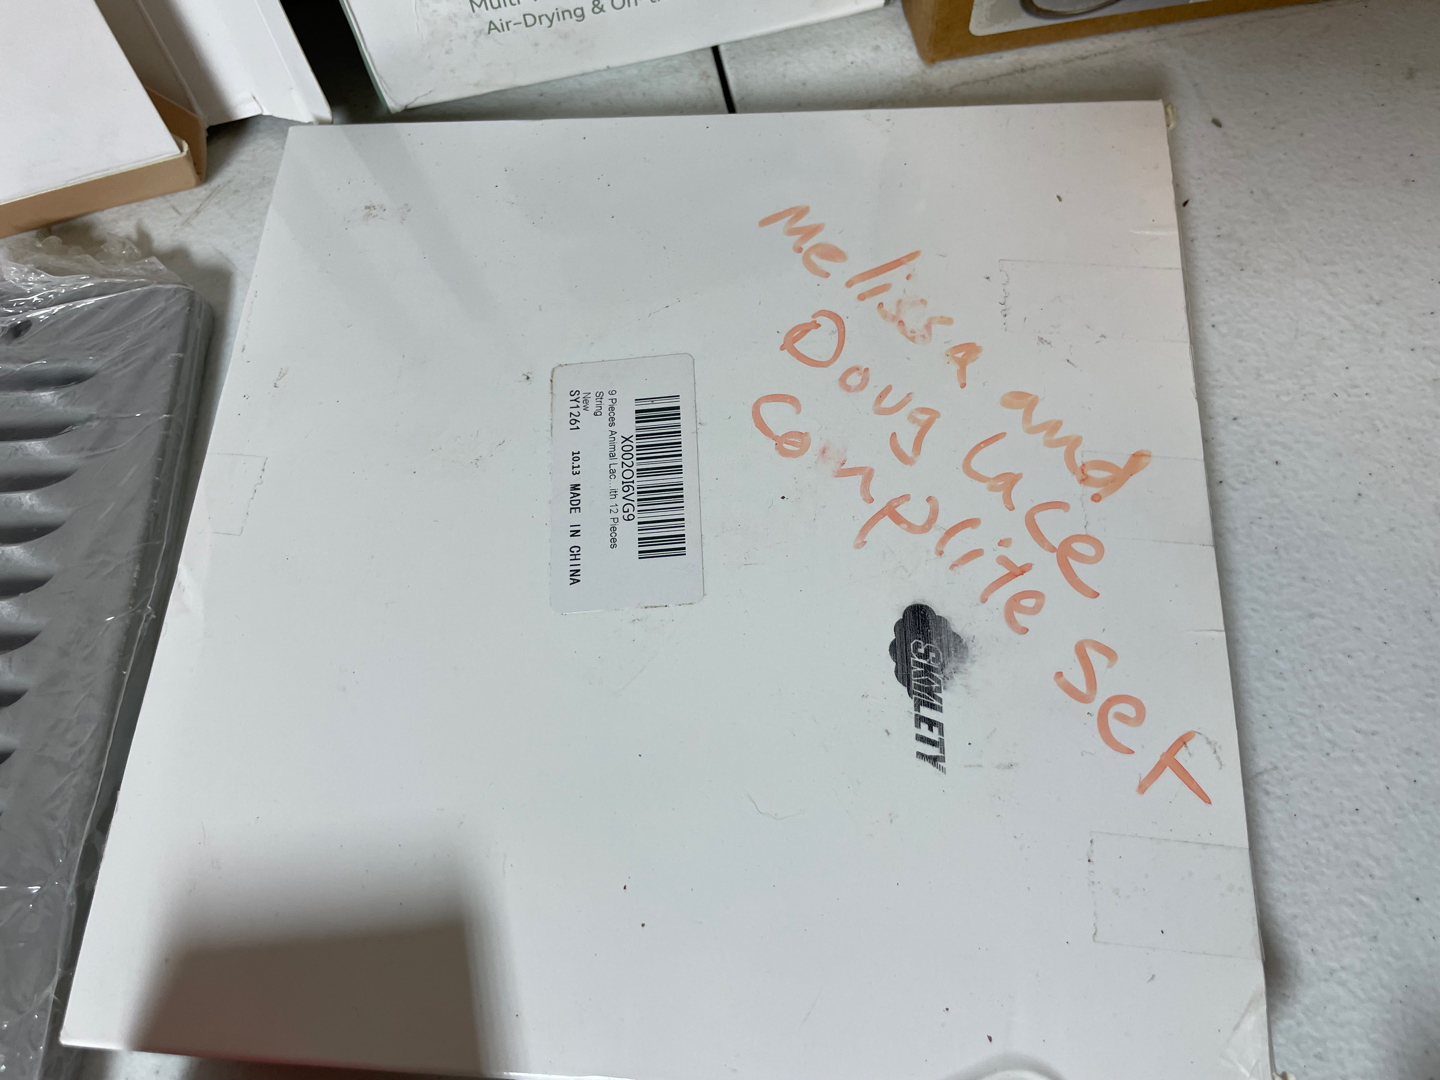 Air-Drying &
Melissa and
Doug Lace
Complite Set
X002OI6VG9
9 Pieces Animal Lac...ith 12 Pieces
String
New
SY1261 10.13 MADE IN CHINA
SKYLETY